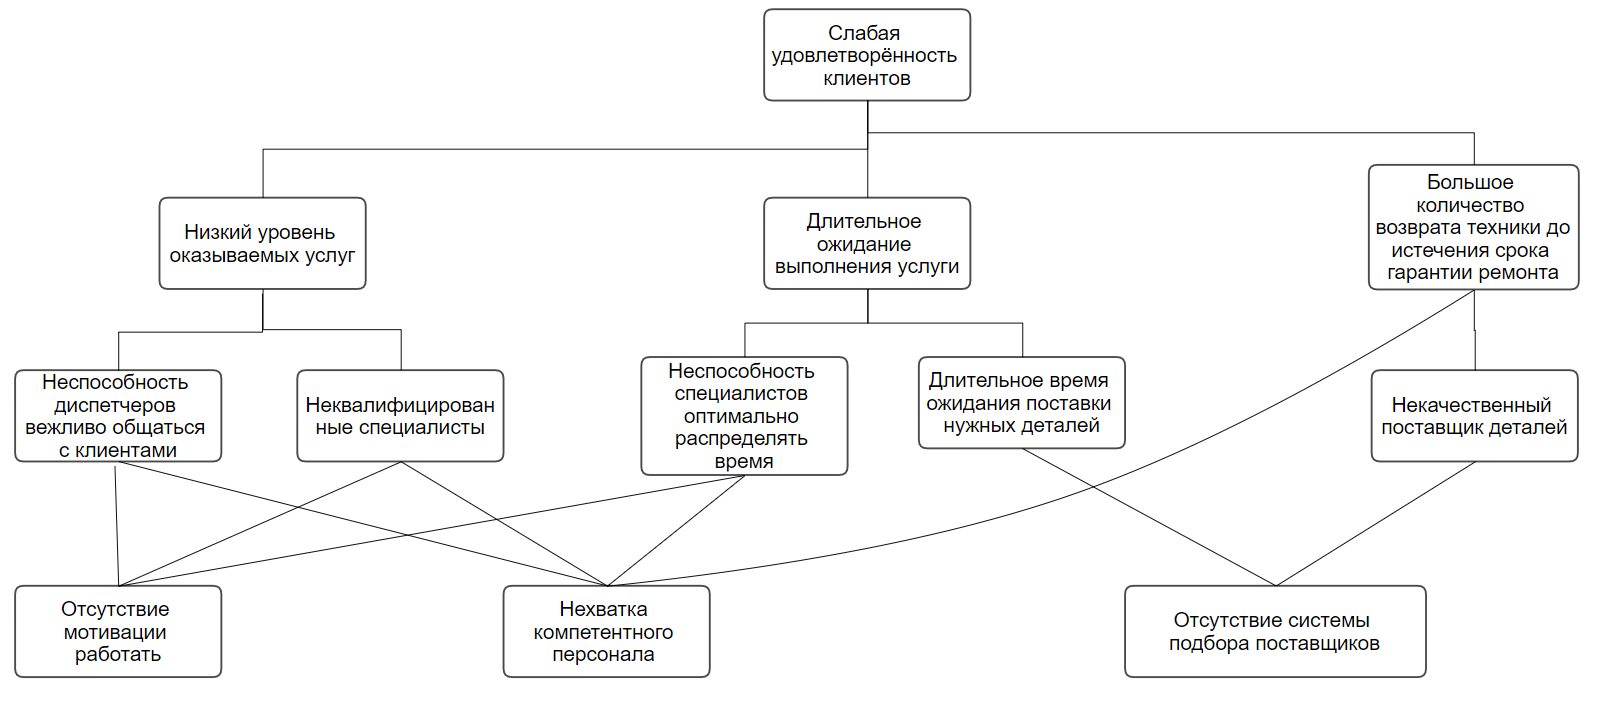 Слабая
удовлетворённость
клиентов
Низкий уровень
оказываемых услуг
Длительное
ожидание
выполнения услуги
Большое
количество
возврата техники до
истечения срока
гарантии ремонта
Неспособность
диспетчеров
вежливо общаться
с клиентами
Неквалифицирован
ные специалисты
Неспособность
специалистов
оптимально
распределять
время
Длительное время
ожидания поставки
нужных деталей
Некачественный
поставщик деталей
Отсутствие
мотивации
работать
Нехватка
компетентного
персонала
Отсутствие системы
подбора поставщиков